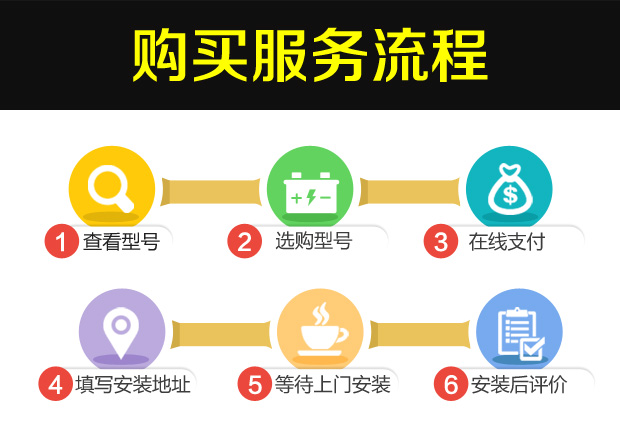 购买服务流程
1 查看型号
2 选购型号
3 在线支付
4 填写安装地址
5 等待上门安装
6 安装后评价